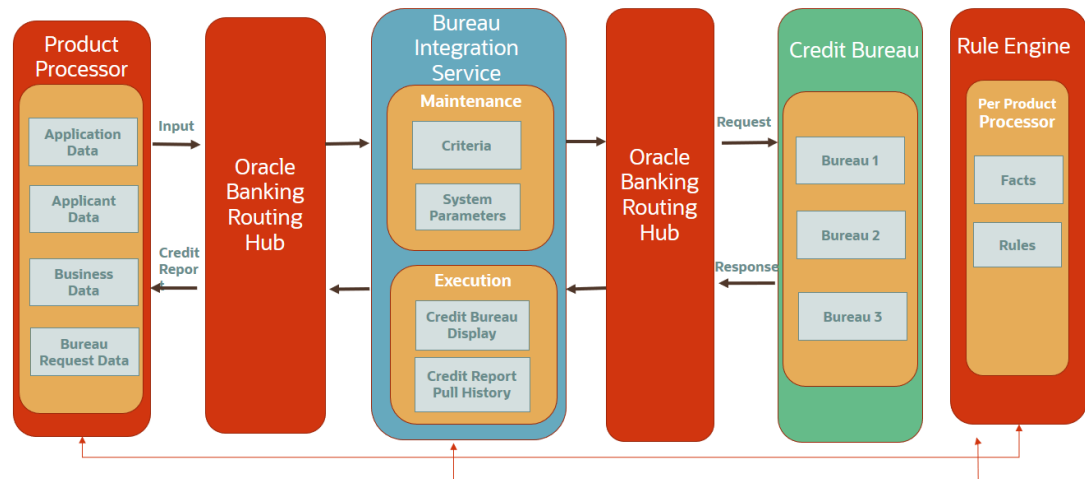 Product
Processor
Application
Data
Applicant
Data
Business
Data
Bureau
Request Data
Input
Credit
Repor
t
Oracle
Banking
Routing
Hub
Bureau
Integration
Service
Maintenance
Criteria
System
Parameters
Execution
Credit Bureau
Display
Credit Report
Pull History
Oracle
Banking
Routing
Hub
Request
Response
Credit Bureau
Bureau 1
Bureau 2
Bureau 3
Rule Engine
Per Product
Processor
Facts
Rules